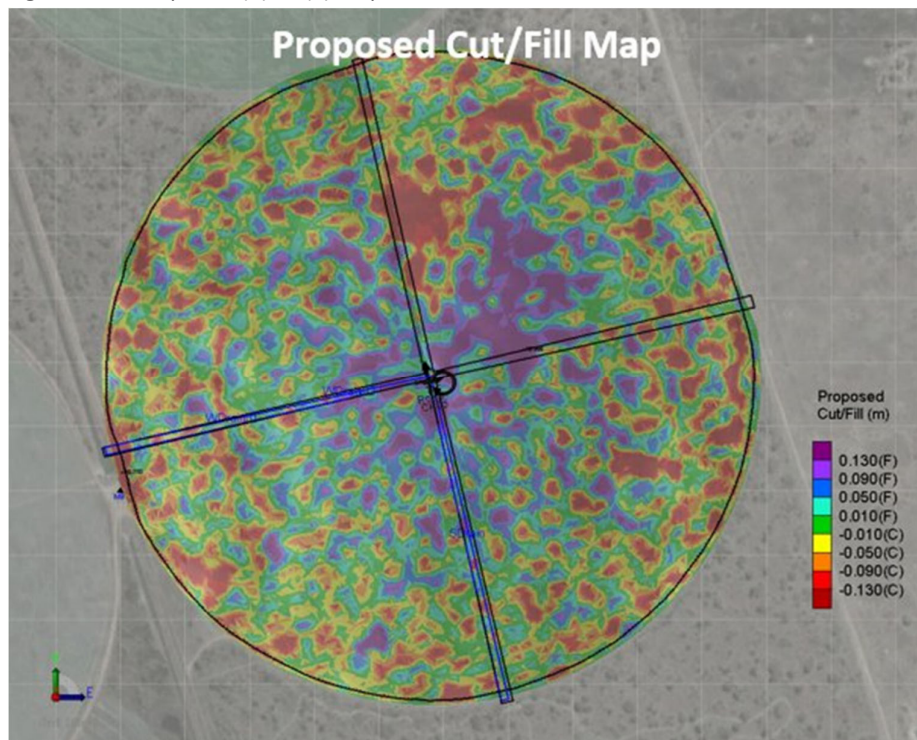 Proposed Cut/Fill Map
Proposed
Cut/Fill (m)
0.130(F)
0.090(F)
0.050(F)
0.010(F)
-0.010(C)
-0.050(C)
-0.090(C)
-0.130(C)
E